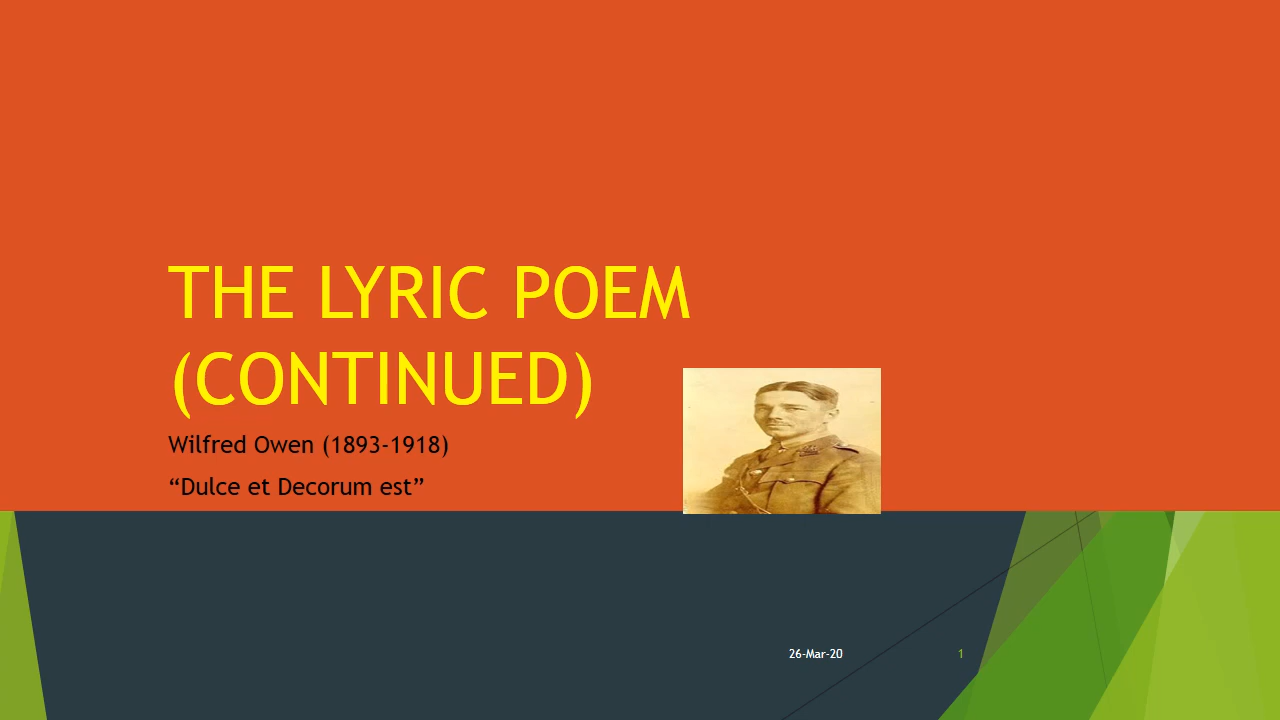 THE LYRIC POEM
(CONTINUED)
Wilfred Owen (1893-1918)
“Dulce et Decorum est”
26-Mar-20
1